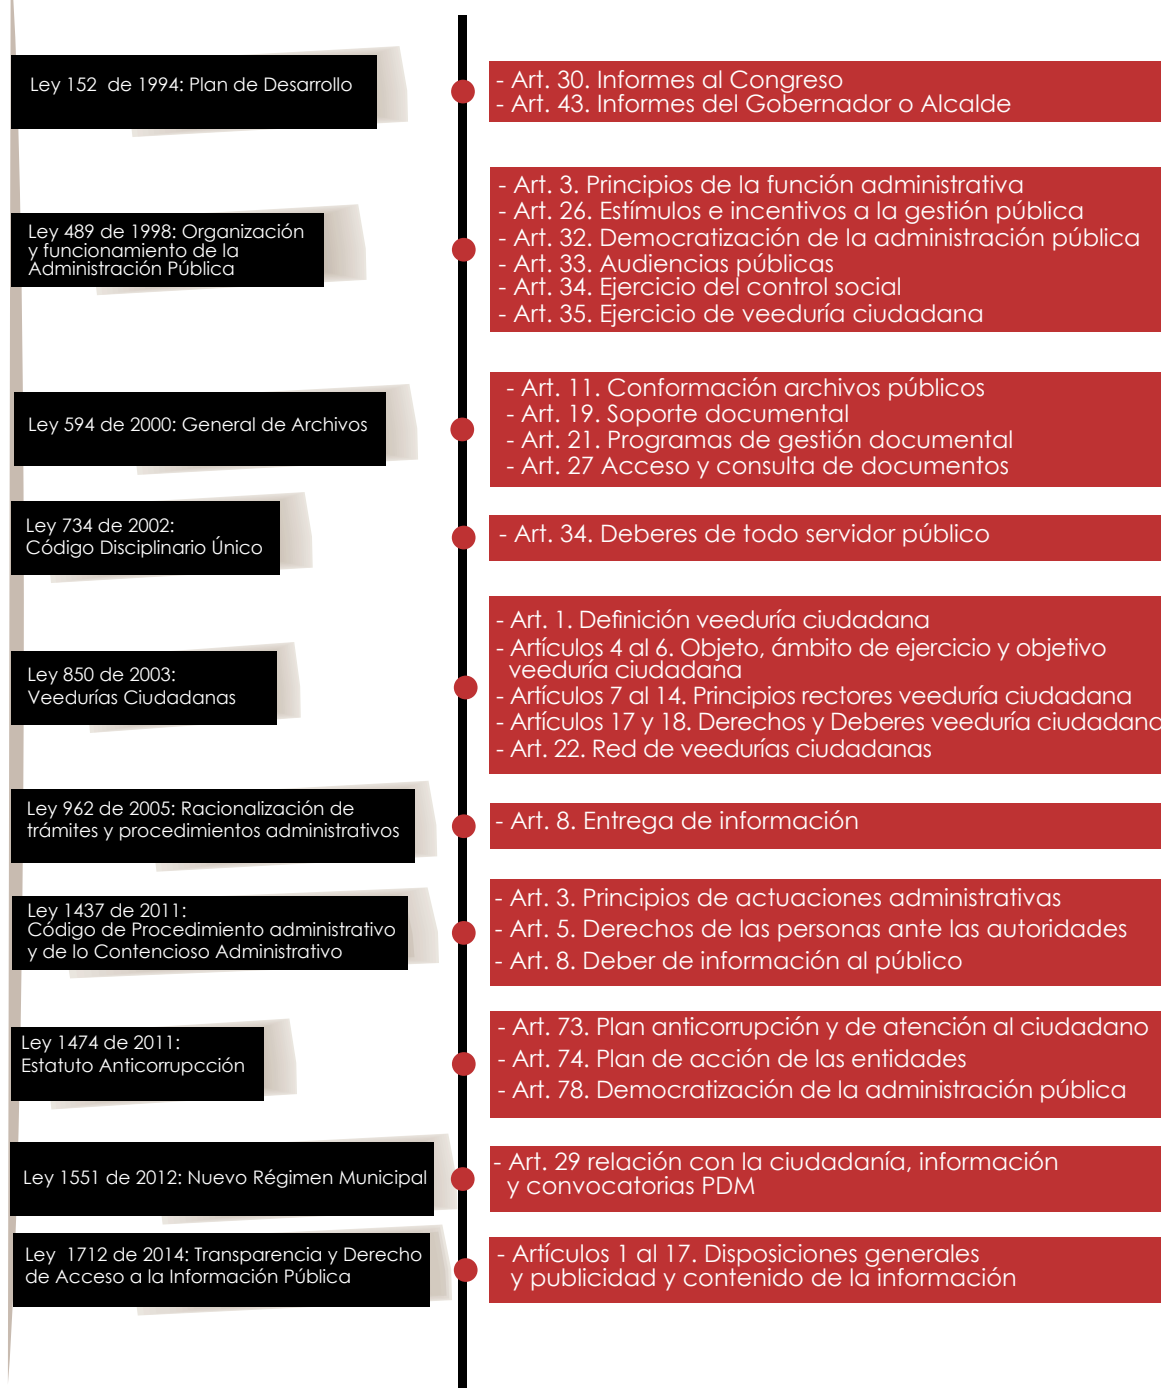 Ley 152 de 1994: Plan de Desarrollo
- Art. 30. Informes al Congreso
- Art. 43. Informes del Gobernador o Alcalde
Ley 489 de 1998: Organización
y funcionamiento de la
Administración Pública
- Art. 3. Principios de la función administrativa
- Art. 26. Estímulos e incentivos a la gestión pública
- Art. 32. Democratización de la administración pública
- Art. 33. Audiencias públicas
- Art. 34. Ejercicio del control social
- Art. 35. Ejercicio de veeduría ciudadana
Ley 594 de 2000: General de Archivos
- Art. 11. Conformación archivos públicos
- Art. 19. Soporte documental
- Art. 21. Programas de gestión documental
- Art. 27 Acceso y consulta de documentos
Ley 734 de 2002:
Código Disciplinario Único
- Art. 34. Deberes de todo servidor público
Ley 850 de 2003:
Veedurías Ciudadanas
- Art. 1. Definición veeduría ciudadana
- Artículos 4 al 6. Objeto, ámbito de ejercicio y objetivo
veeduría ciudadana
- Artículos 7 al 14. Principios rectores veeduría ciudadana
- Artículos 17 y 18. Derechos y Deberes veeduría ciudadana
- Art. 22. Red de veedurías ciudadanas
Ley 962 de 2005: Racionalización de
trámites y procedimientos administrativos
- Art. 8. Entrega de información
Ley 1437 de 2011:
Código de Procedimiento administrativo
y de lo Contencioso Administrativo
- Art. 3. Principios de actuaciones administrativas
- Art. 5. Derechos de las personas ante las autoridades
- Art. 8. Deber de información al público
Ley 1474 de 2011:
Estatuto Anticorrupcción
- Art. 73. Plan anticorrupción y de atención al ciudadano
- Art. 74. Plan de acción de las entidades
- Art. 78. Democratización de la administración pública
Ley 1551 de 2012: Nuevo Régimen Municipal
- Art. 29 relación con la ciudadanía, información
y convocatorias PDM
Ley 1712 de 2014: Transparencia y Derecho
de Acceso a la Información Pública
- Artículos 1 al 17. Disposiciones generales
y publicidad y contenido de la información